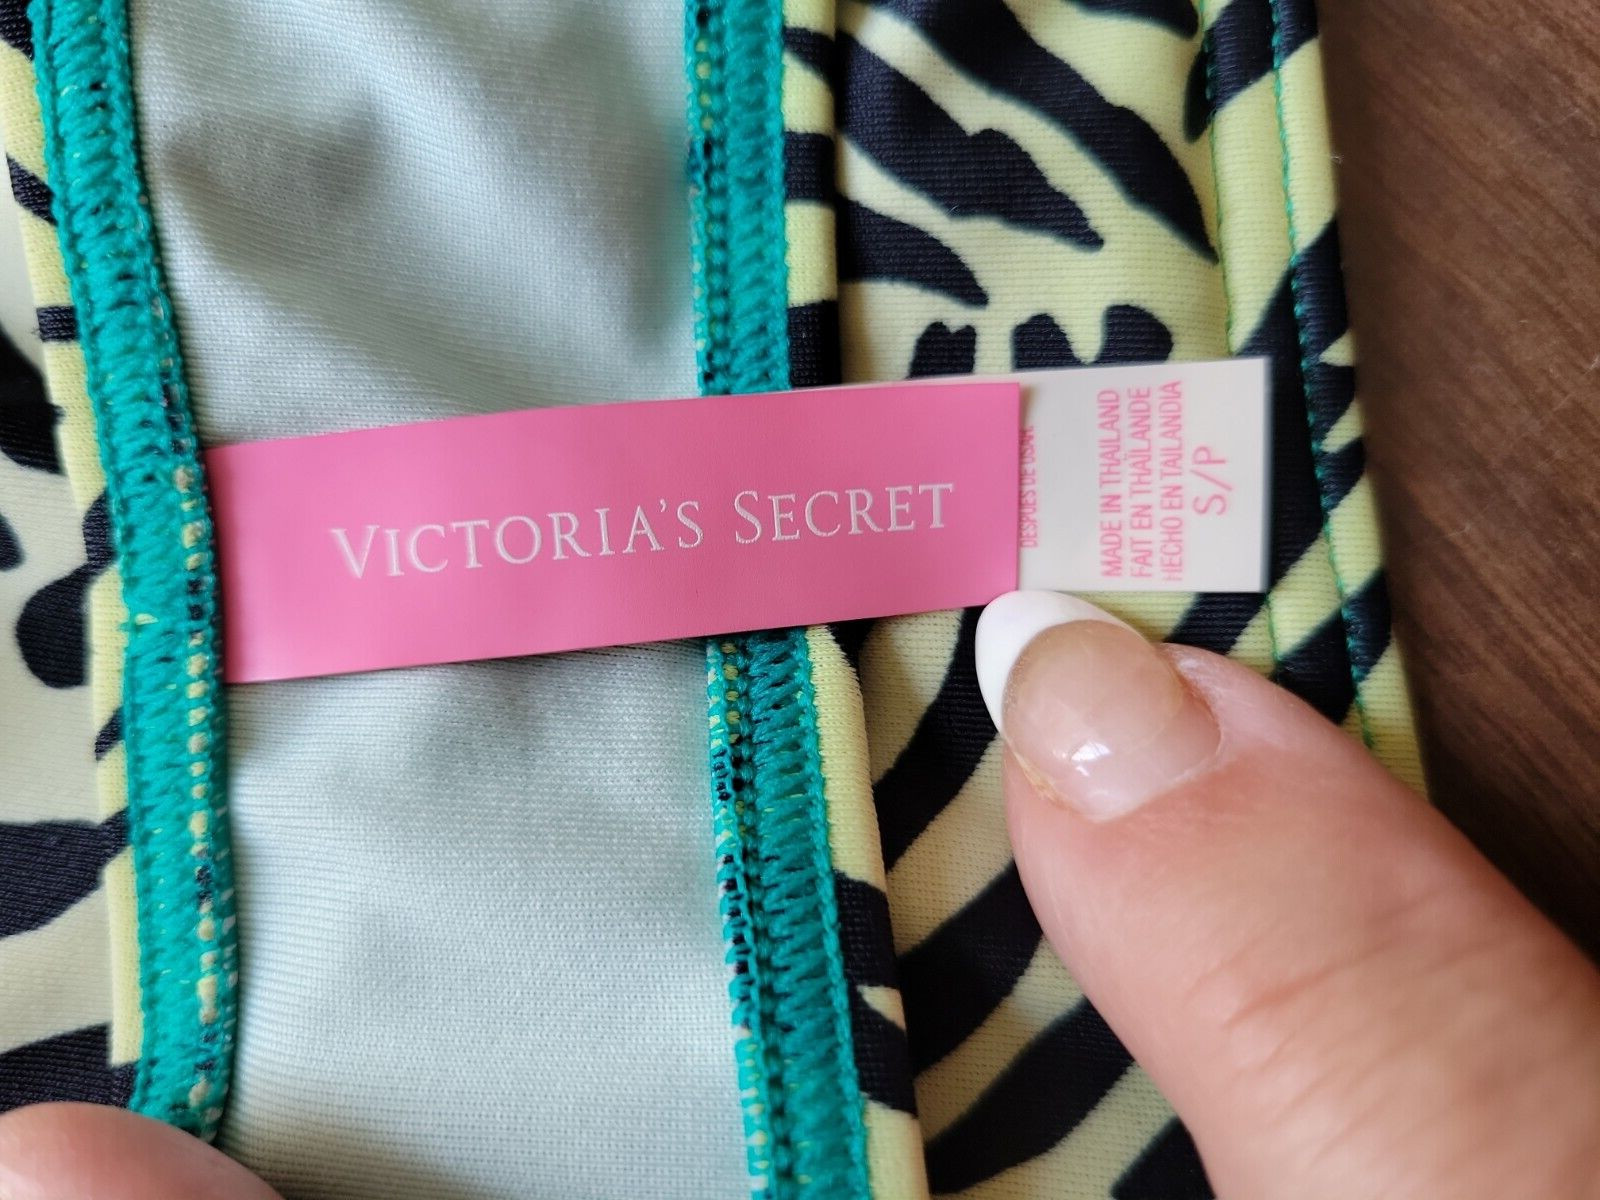 VICTORIA'S SECRET
DESPUÉS DE USAR
MADE IN THAILAND
FAIT EN THAÏLANDE
HECHO EN TAILANDIA
S/P